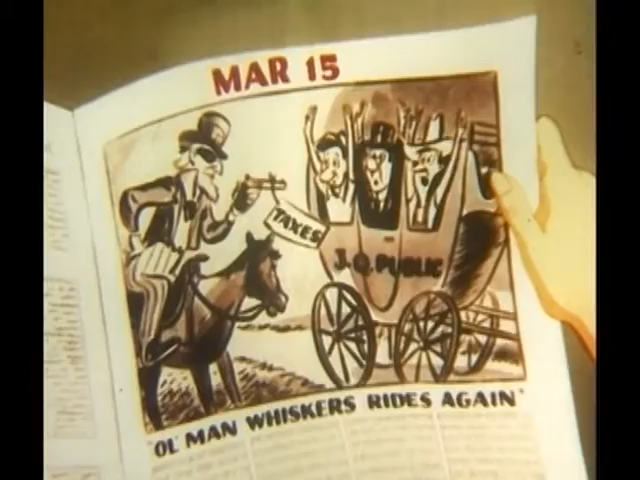 MAR 15
TAXES
J.Q. PUBLIC
"OL' MAN WHISKERS RIDES AGAIN"